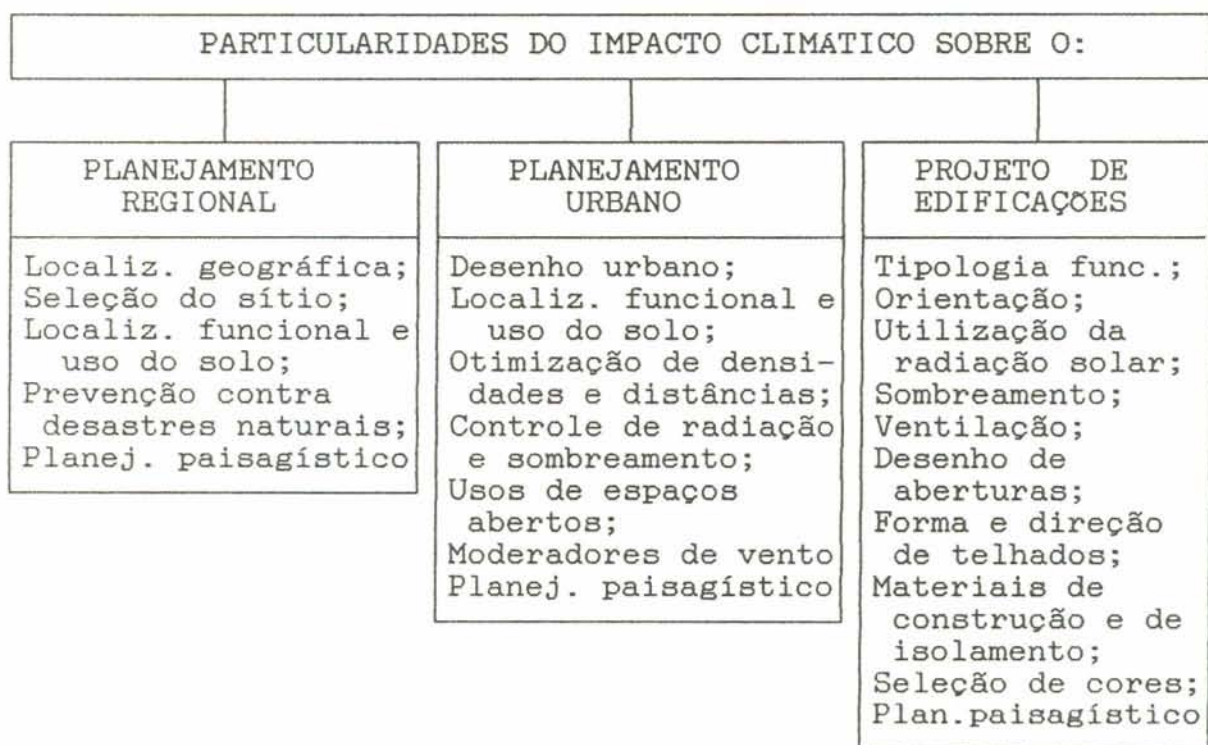 PARTICULARIDADES DO IMPACTO CLIMÁTICO SOBRE O:
PLANEJAMENTO
REGIONAL
Localiz. geográfica;
Seleção do sítio;
Localiz. funcional e
uso do solo;
Prevenção contra
desastres naturais;
Planej. paisagístico
PLANEJAMENTO
URBANO
Desenho urbano;
Localiz. funcional e
uso do solo;
Otimização de densi-
dades e distâncias;
Controle de radiação
e sombreamento;
Usos de espaços
abertos;
Moderadores de vento
Planej. paisagístico
PROJETO DE
EDIFICAÇÕES
Tipologia func.;
Orientação;
Utilização da
radiação solar;
Sombreamento;
Ventilação;
Desenho de
aberturas;
Forma e direção
de telhados;
Materiais de
construção e de
isolamento;
Seleção de cores;
Plan.paisagístico